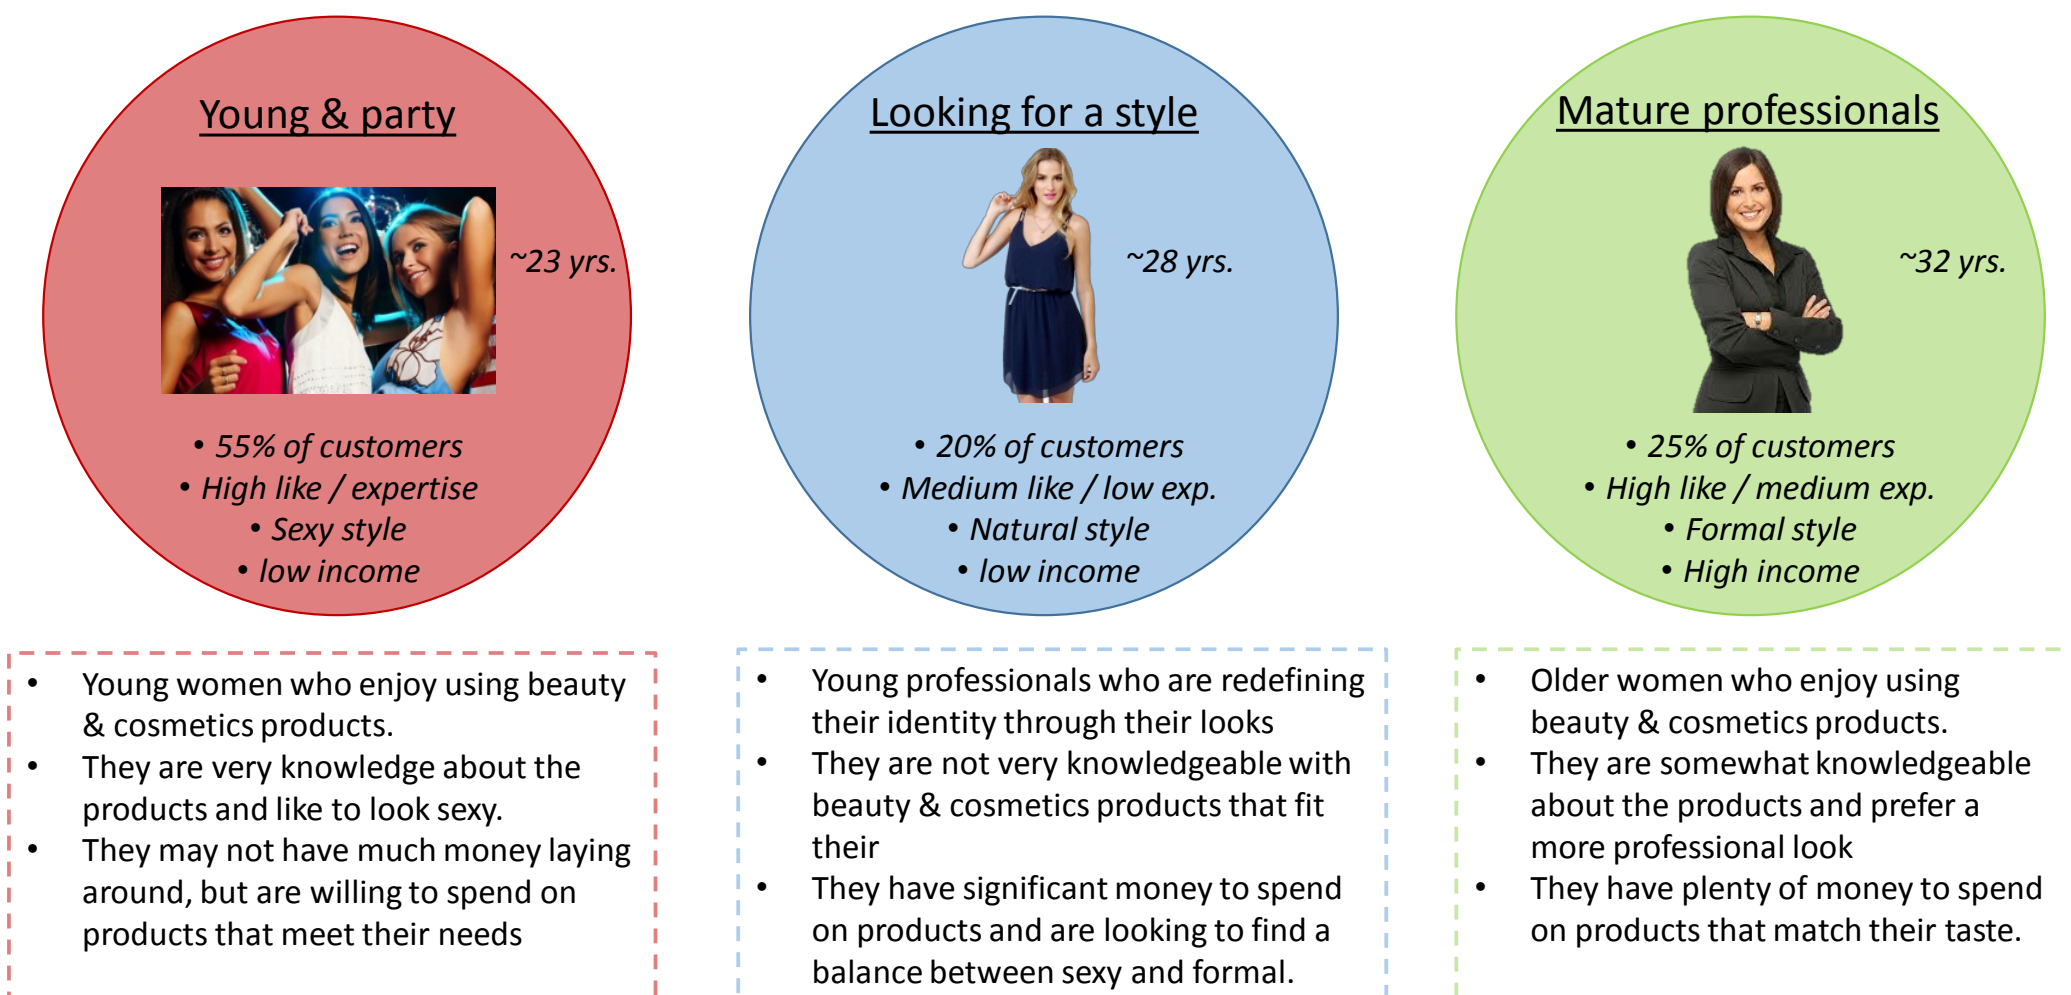 Young & party
~23 yrs.
• 55% of customers
• High like / expertise
• Sexy style
• low income
• Young women who enjoy using beauty
& cosmetics products.
• They are very knowledge about the
products and like to look sexy.
• They may not have much money laying
around, but are willing to spend on
products that meet their needs
Looking for a style
~28 yrs.
• 20% of customers
• Medium like / low exp.
• Natural style
• low income
• Young professionals who are redefining
their identity through their looks
• They are not very knowledgeable with
beauty & cosmetics products that fit
their
• They have significant money to spend
on products and are looking to find a
balance between sexy and formal.
Mature professionals
~32 yrs.
• 25% of customers
• High like / medium exp.
• Formal style
• High income
• Older women who enjoy using
beauty & cosmetics products.
• They are somewhat knowledgeable
about the products and prefer a
more professional look
• They have plenty of money to spend
on products that match their taste.